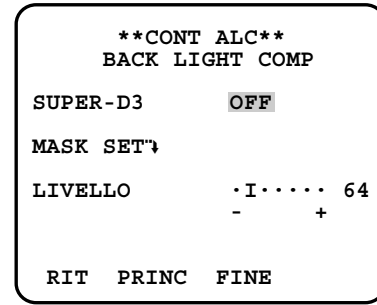 **CONT ALC**
BACK LIGHT COMP
SUPER-D3 OFF
MASK SET
LIVELLO ·I····· 64
- +
RIT PRINC FINE